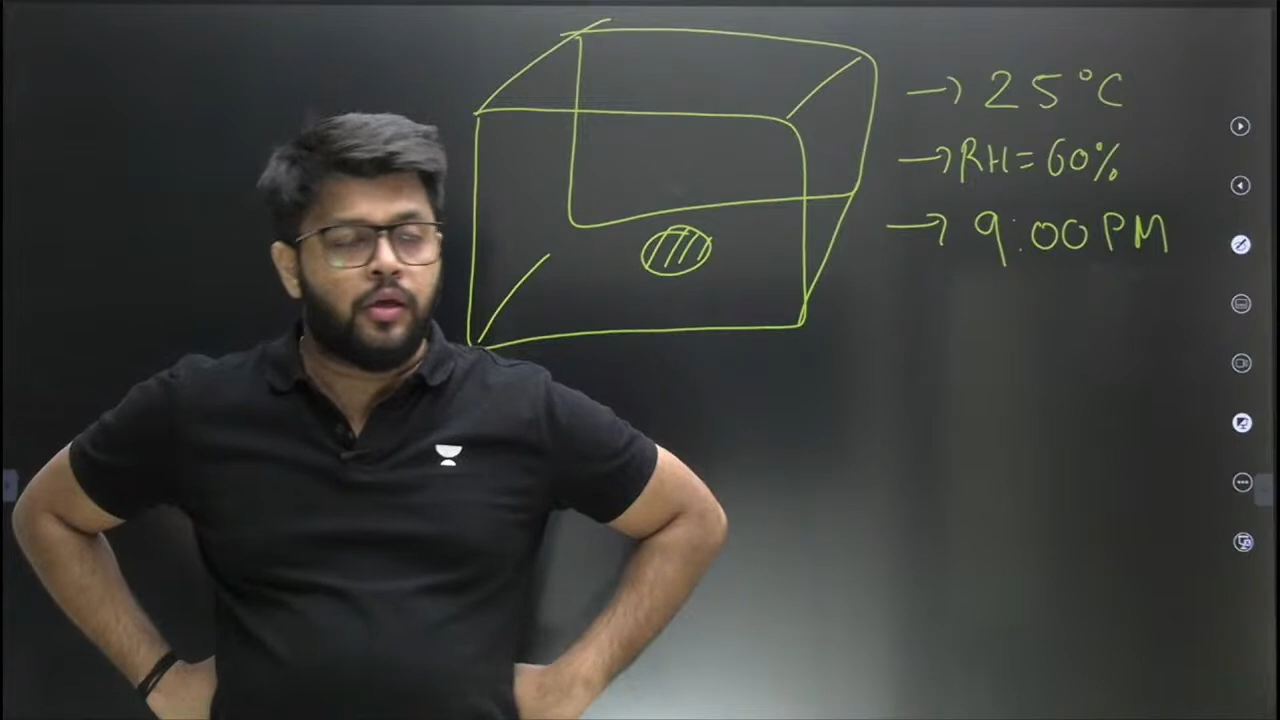 → 25°C
→ RH = 60%
→ 9:00 PM